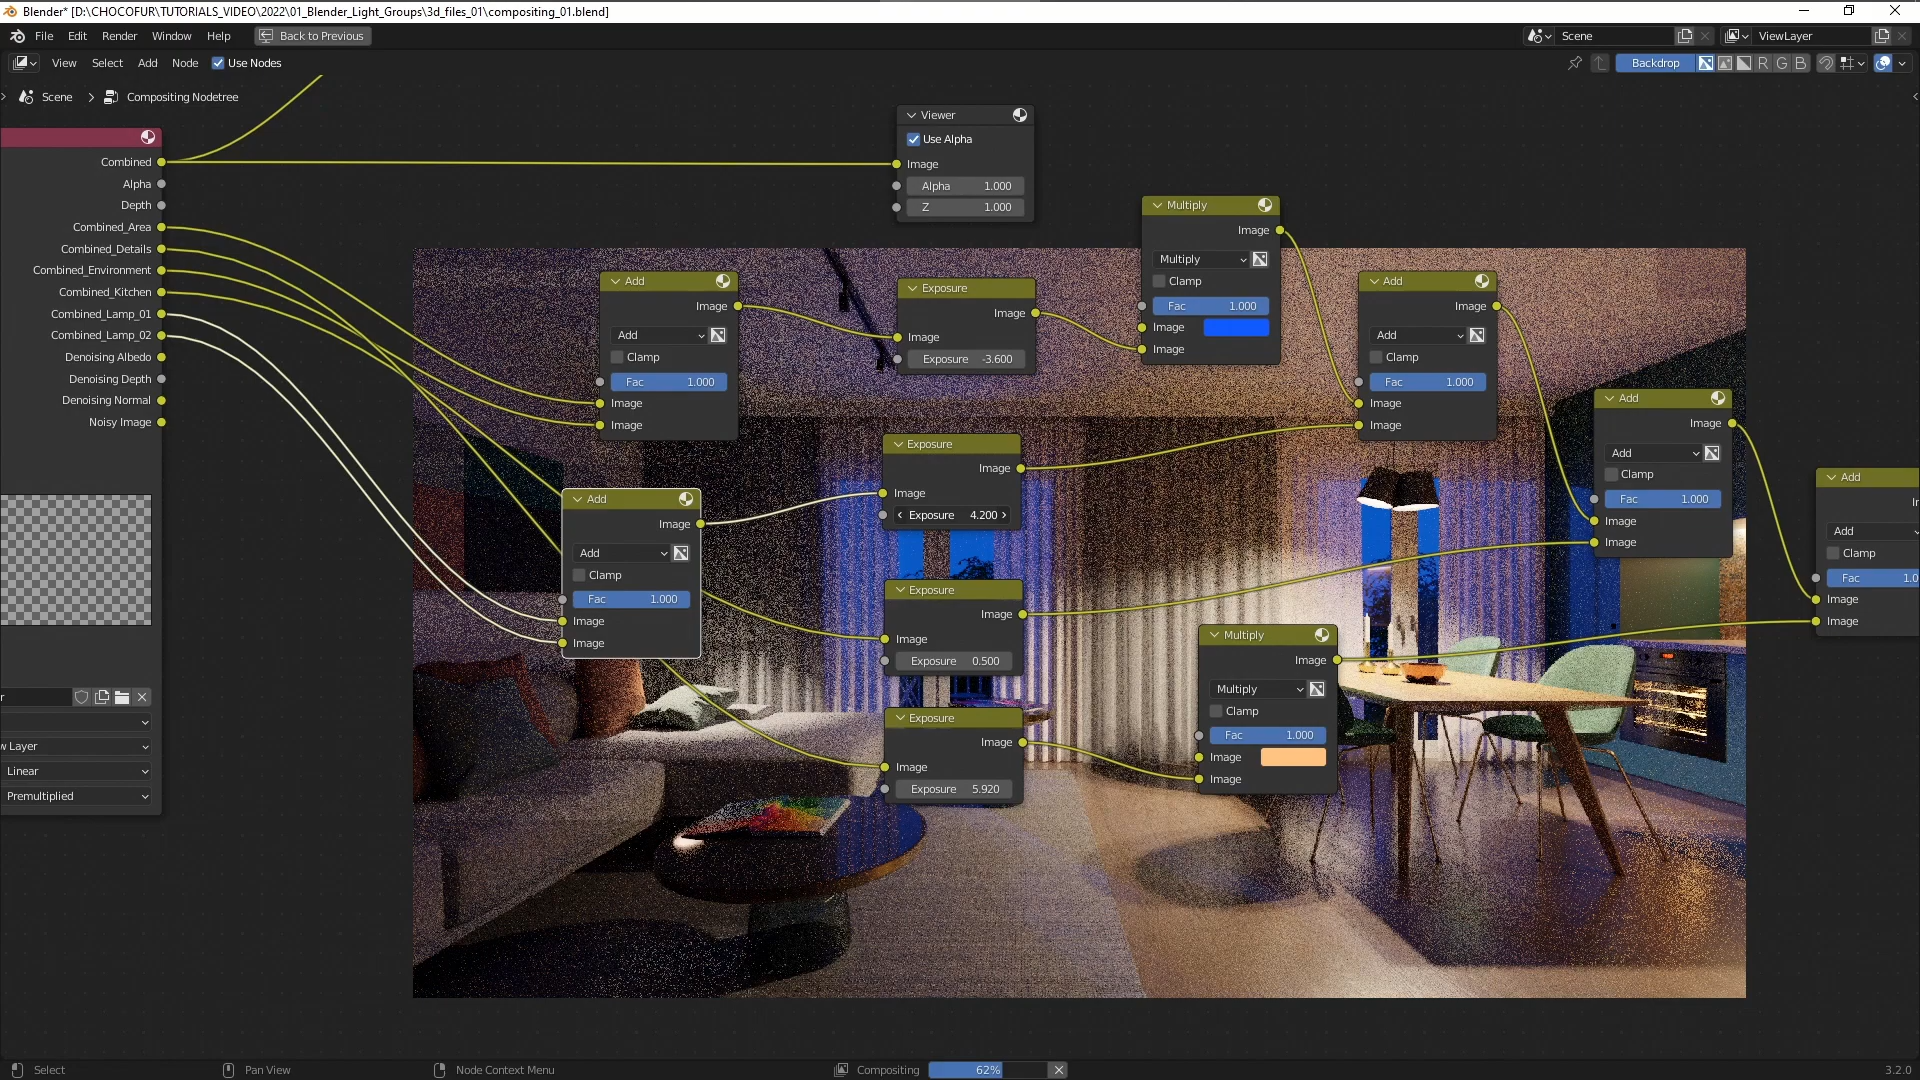 Blender* [D:\CHOCOFUR\TUTORIALS_VIDEO\2022\01_Blender_Light_Groups\3d_files_01\compositing_01.blend]
File Edit Render Window Help Back to Previous Scene ViewLayer
View Select Add Node Use Nodes Backdrop R G B
Scene > Compositing Nodetree
Combined
Alpha
Depth
Combined_Area
Combined_Details
Combined_Environment
Combined_Kitchen
Combined_Lamp_01
Combined_Lamp_02
Denoising Albedo
Denoising Depth
Denoising Normal
Noisy Image
r
w Layer
Linear
Premultiplied
Viewer
Use Alpha
Image
Alpha 1.000
Z 1.000
Add
Image
Add
Clamp
Fac 1.000
Image
Image
Exposure
Image
Image
Exposure -3.600
Multiply
Image
Multiply
Clamp
Fac 1.000
Image
Image
Add
Image
Add
Clamp
Fac 1.000
Image
Image
Add
Image
Add
Clamp
Fac 1.000
Image
Image
Add
Ir
Add
Clamp
Fac 1.0
Image
Image
Add
Image
Add
Clamp
Fac 1.000
Image
Image
Exposure
Image
Image
Exposure 4.200
Exposure
Image
Image
Exposure 0.500
Exposure
Image
Image
Exposure 5.920
Multiply
Image
Multiply
Clamp
Fac 1.000
Image
Image
Select Pan View Node Context Menu Compositing 62% 3.2.0